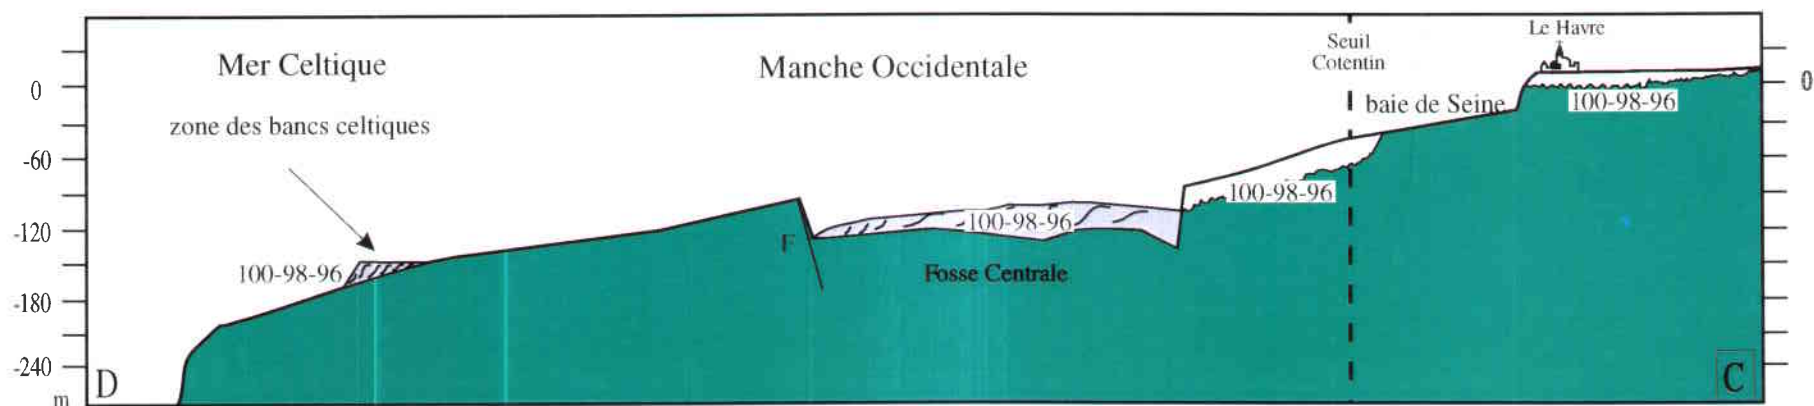 Le Havre
Seuil
Cotentin
Mer Celtique
Manche Occidentale
0
0
100-98-96
baie de Seine
zone des bancs celtiques
-60
100-98-96
100-98-96
-120
F
100-98-96
Fosse Centrale
-180
-240
D
C
m